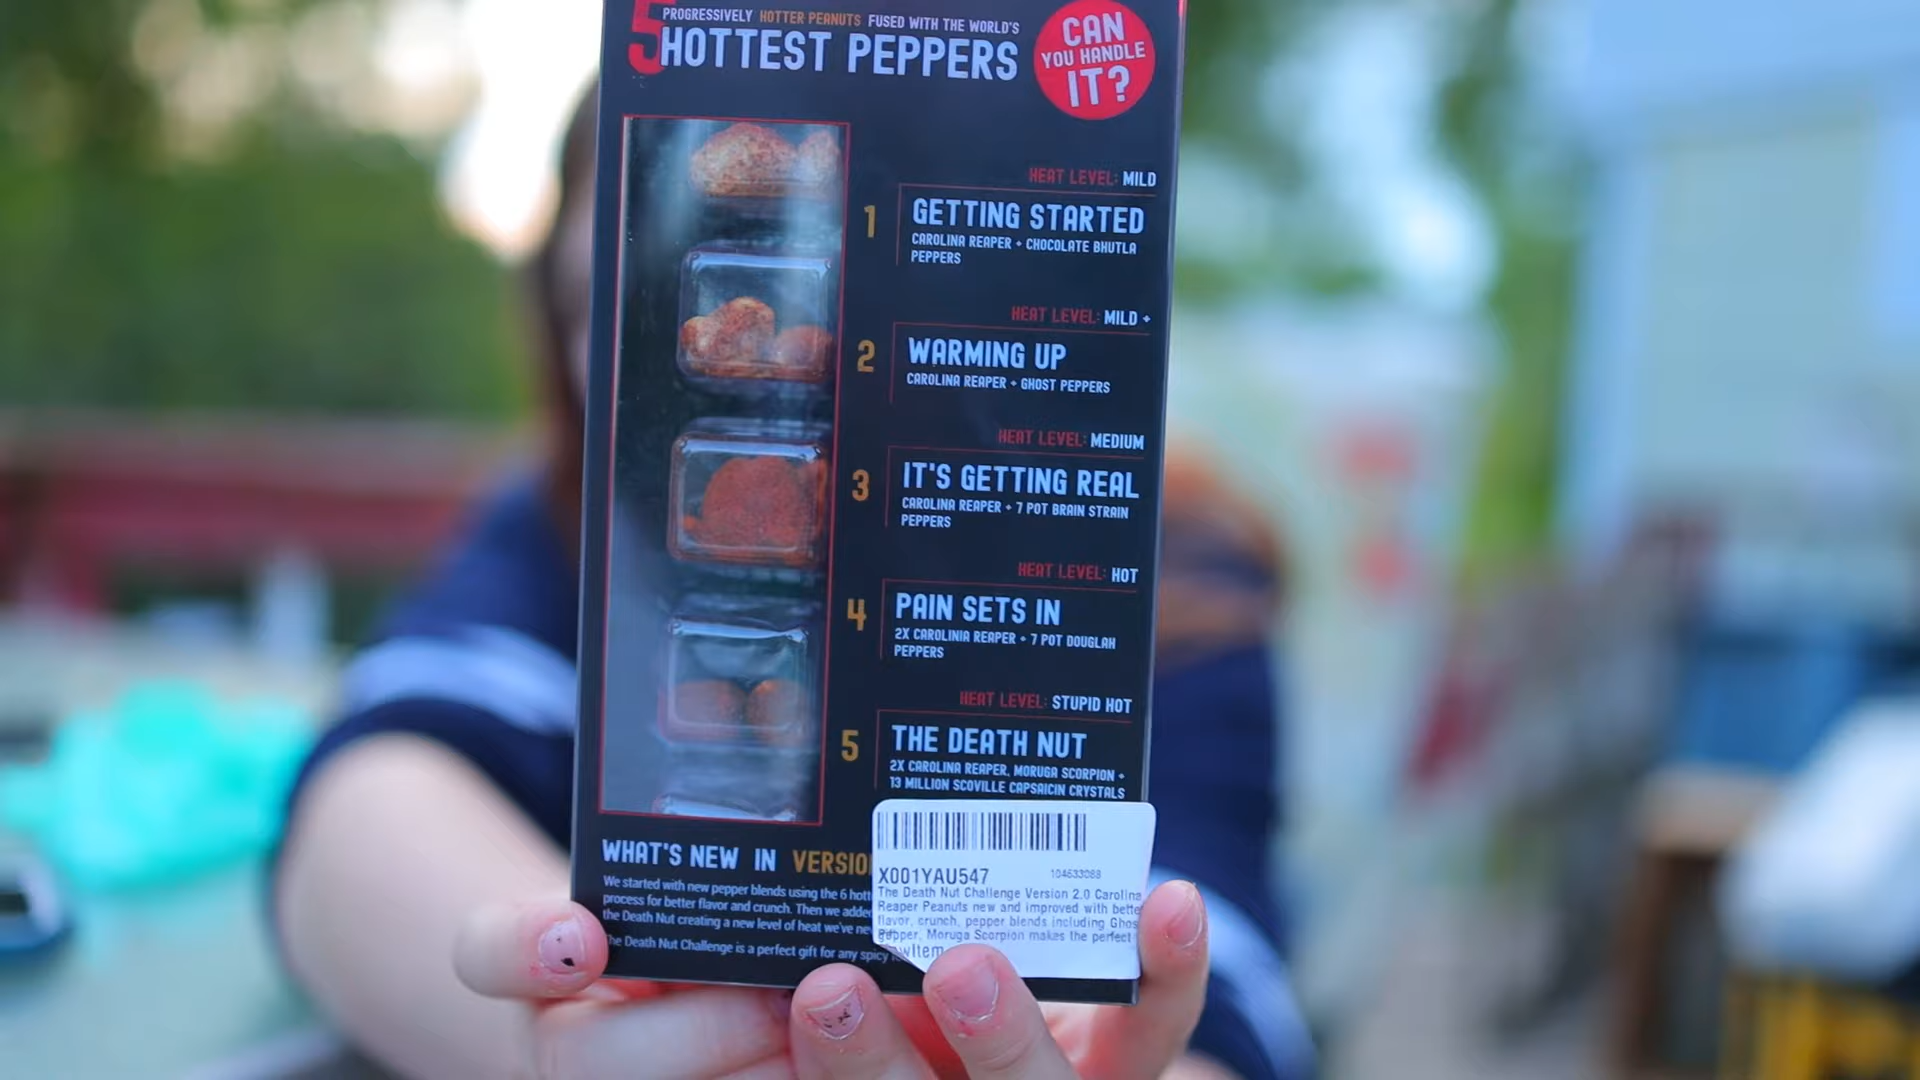 5 PROGRESSIVELY HOTTER PEANUTS FUSED WITH THE WORLD'S
HOTTEST PEPPERS
CAN
YOU HANDLE
IT?
HEAT LEVEL: MILD
1 GETTING STARTED
CAROLINA REAPER + CHOCOLATE BHUTLA
PEPPERS
HEAT LEVEL: MILD +
2 WARMING UP
CAROLINA REAPER + GHOST PEPPERS
HEAT LEVEL: MEDIUM
3 IT'S GETTING REAL
CAROLINA REAPER + 7 POT BRAIN STRAIN
PEPPERS
HEAT LEVEL: HOT
4 PAIN SETS IN
2X CAROLINIA REAPER + 7 POT DOUGLAH
PEPPERS
HEAT LEVEL: STUPID HOT
5 THE DEATH NUT
2X CAROLINA REAPER, MORUGA SCORPION +
13 MILLION SCOVILLE CAPSAICIN CRYSTALS
WHAT'S NEW IN VERSIO
We started with new pepper blends using the 6 hott
process for better flavor and crunch. Then we adde
the Death Nut creating a new level of heat we've ne
The Death Nut Challenge is a perfect gift for any spicy
X001YAU547 104633088
The Death Nut Challenge Version 2.0 Carolina
Reaper Peanuts new and improved with bette
flavor, crunch, pepper blends including Ghos
Pepper, Moruga Scorpion makes the perfect
Item